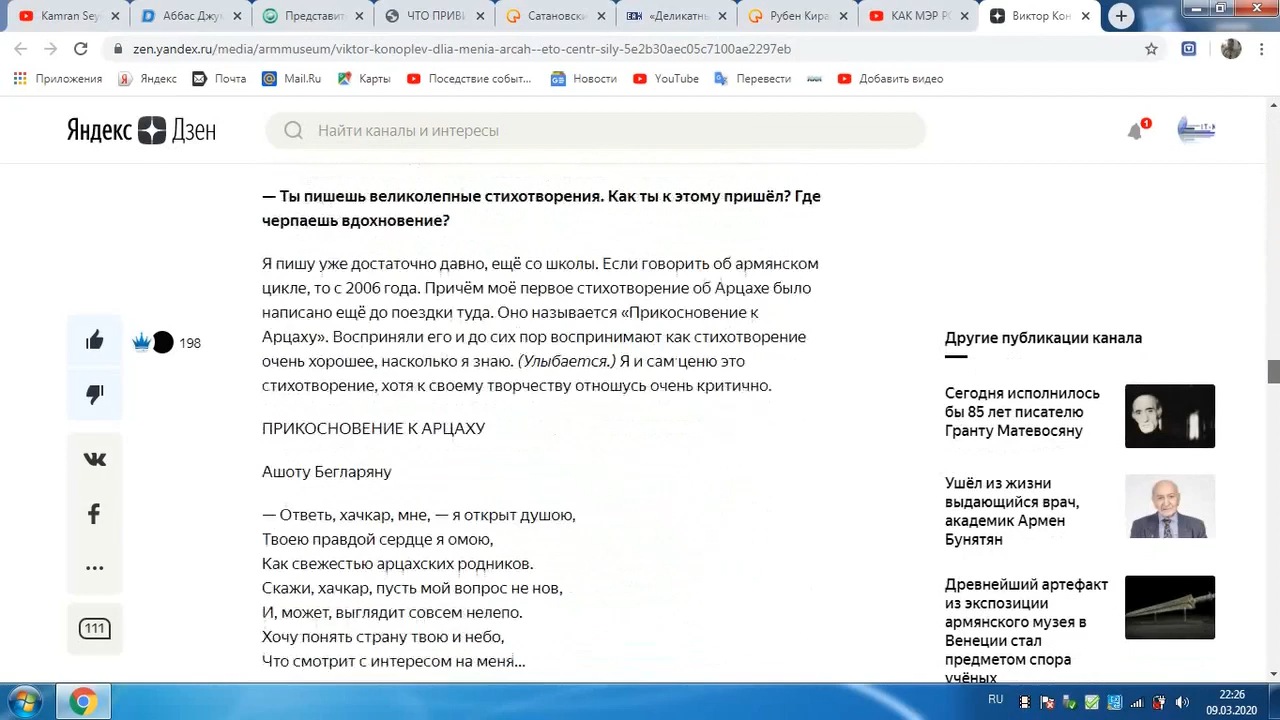 Kamran Sey
Аббас Джу
Представит
ЧТО ПРИВ
Сатановс
«Деликатн
Рубен Кира
КАК МЭР Р
Виктор Кон
zen.yandex.ru/media/armmuseum/viktor-konoplev-dlia-menia-arcah--eto-centr-sily-5e2b30aec05c7100ae2297eb
Приложения
Яндекс
Почта
Mail.Ru
Карты
Поседствие событ...
Новости
YouTube
Перевести
Добавить видео
Яндекс Дзен
Найти каналы и интересы
1
— Ты пишешь великолепные стихотворения. Как ты к этому пришёл? Где
черпаешь вдохновение?
Я пишу уже достаточно давно, ещё со школы. Если говорить об армянском
цикле, то с 2006 года. Причём моё первое стихотворение об Арцахе было
написано ещё до поездки туда. Оно называется «Прикосновение к
Арцаху». Восприняли его и до сих пор воспринимают как стихотворение
очень хорошее, насколько я знаю. (Улыбается.) Я и сам ценю это
стихотворение, хотя к своему творчеству отношусь очень критично.
ПРИКОСНОВЕНИЕ К АРЦАХУ
Ашоту Бегларяну
— Ответь, хачкар, мне, — я открыт душою,
Твоею правдой сердце я омою,
Как свежестью арцахских родников.
Скажи, хачкар, пусть мой вопрос не нов,
И, может, выглядит совсем нелепо.
Хочу понять страну твою и небо,
Что смотрит с интересом на меня...
198
111
Другие публикации канала
Сегодня исполнилось
бы 85 лет писателю
Гранту Матевосяну
Ушёл из жизни
выдающийся врач,
академик Армен
Бунятян
Древнейший артефакт
из экспозиции
армянского музея в
Венеции стал
предметом спора
учёных
RU
22:26
09.03.2020